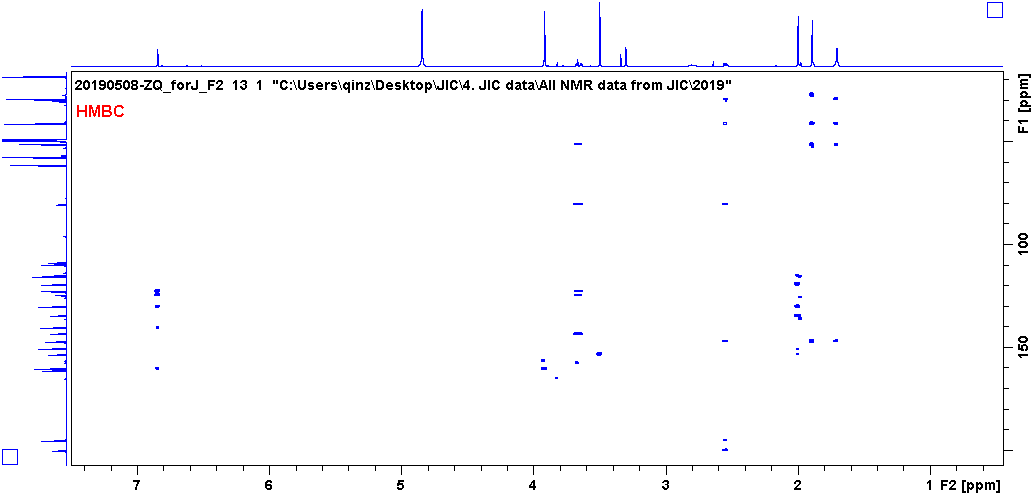 20190508-ZQ_forJ_F2 13 1 "C:\Users\qinz\Desktop\JIC\4. JIC data\All NMR data from JIC\2019"
HMBC
F1 [ppm]
100
150
7 6 5 4 3 2 1 F2 [ppm]